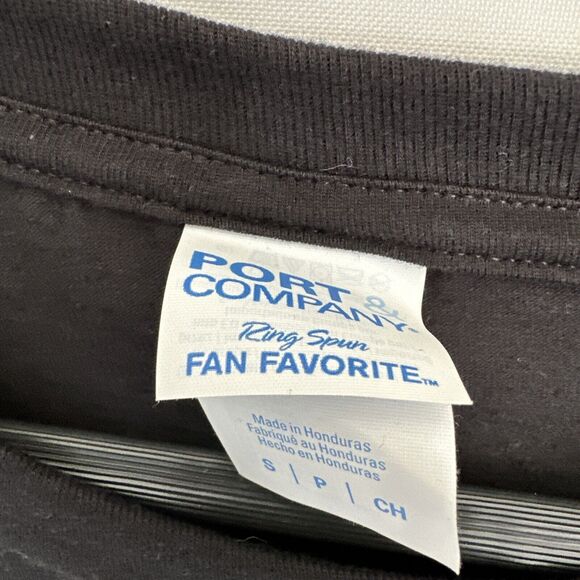 PORT &
COMPANY
Ring Spun
FAN FAVORITE™
Made in Honduras
Fabriqué au Honduras
Hecho en Honduras
S | P | CH